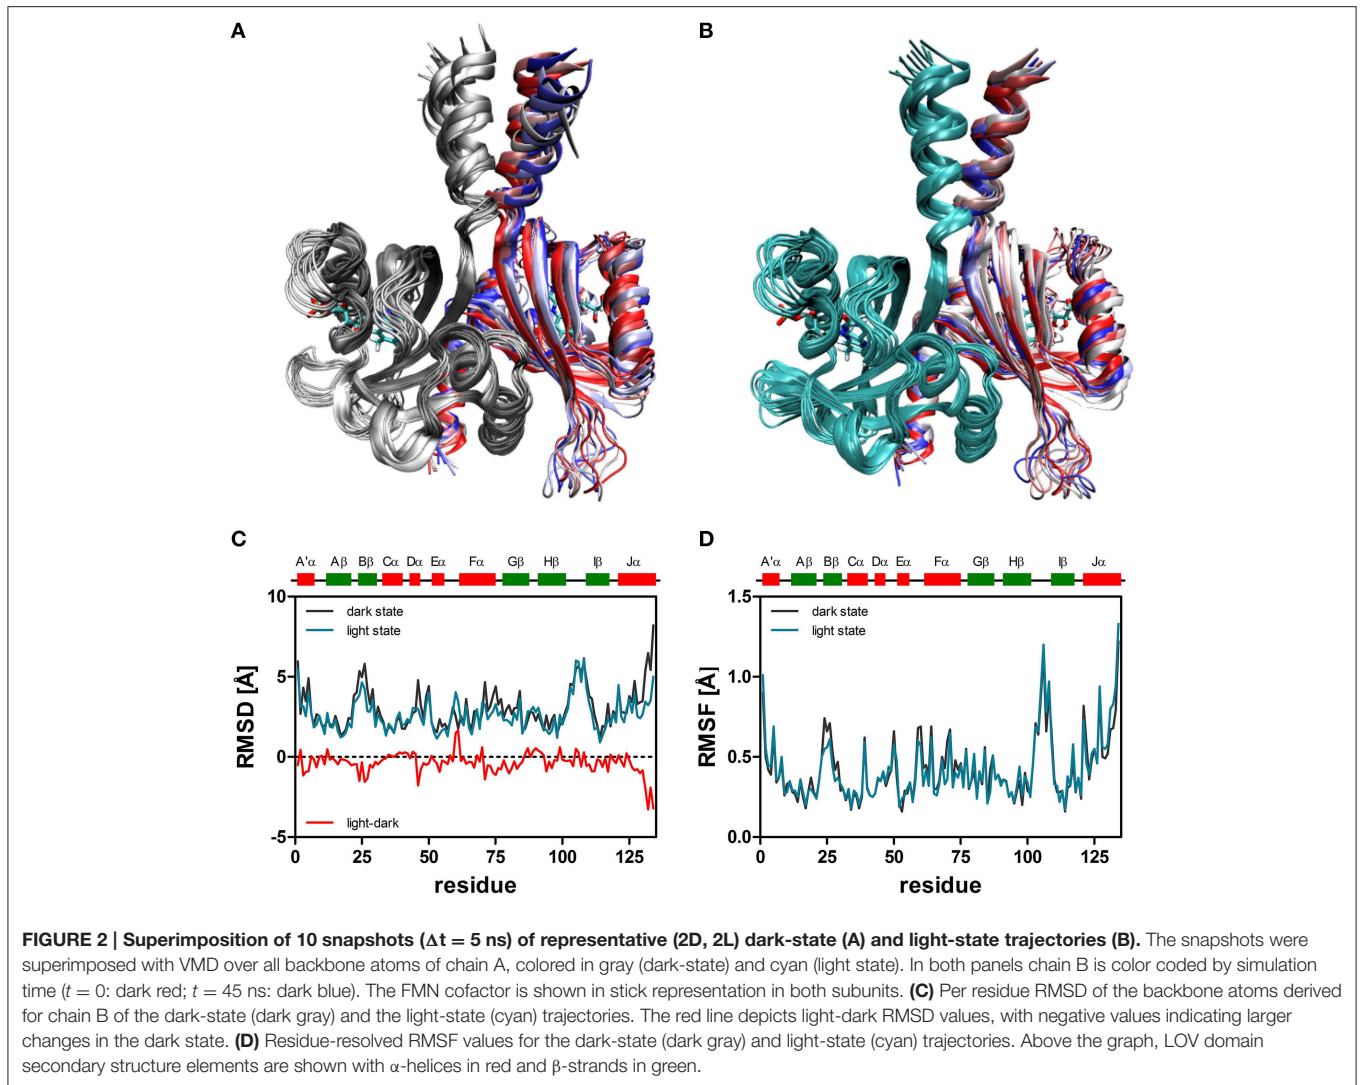 A
B
C
D
A'α Aβ Bβ Cα Dα Eα Fα Gβ Hβ Iβ Jα
A'α Aβ Bβ Cα Dα Eα Fα Gβ Hβ Iβ Jα
10
5
0
-5
RMSD [Å]
dark state
light state
light-dark
0 25 50 75 100 125
residue
1.5
1.0
0.5
0.0
RMSF [Å]
dark state
light state
0 25 50 75 100 125
residue
FIGURE 2 | Superimposition of 10 snapshots (Δt = 5 ns) of representative (2D, 2L) dark-state (A) and light-state trajectories (B). The snapshots were
superimposed with VMD over all backbone atoms of chain A, colored in gray (dark-state) and cyan (light state). In both panels chain B is color coded by simulation
time (t = 0: dark red; t = 45 ns: dark blue). The FMN cofactor is shown in stick representation in both subunits. (C) Per residue RMSD of the backbone atoms derived
for chain B of the dark-state (dark gray) and the light-state (cyan) trajectories. The red line depicts light-dark RMSD values, with negative values indicating larger
changes in the dark state. (D) Residue-resolved RMSF values for the dark-state (dark gray) and light-state (cyan) trajectories. Above the graph, LOV domain
secondary structure elements are shown with α-helices in red and β-strands in green.